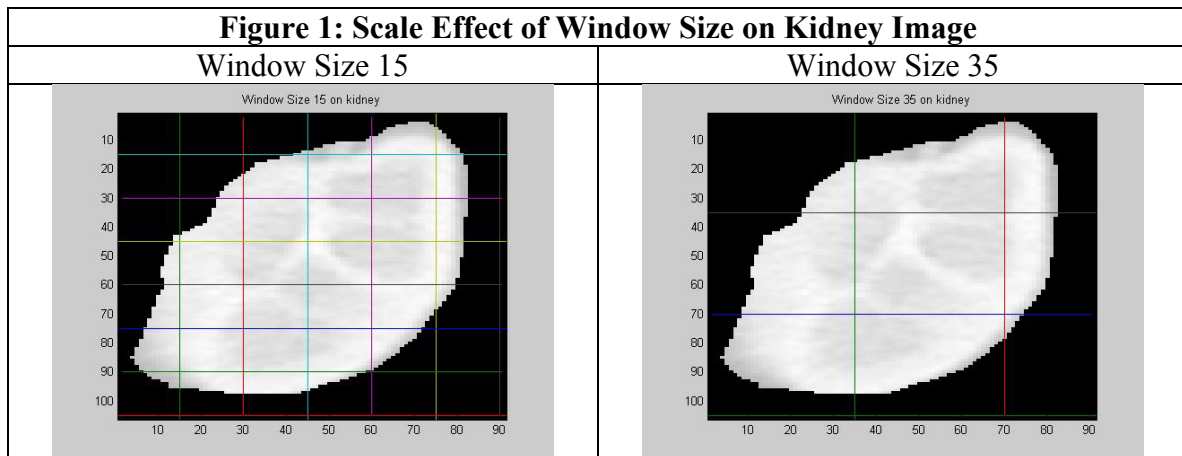 Figure 1: Scale Effect of Window Size on Kidney Image
Window Size 15
Window Size 35
Window Size 15 on kidney
10
20
30
40
50
60
70
80
90
100
10 20 30 40 50 60 70 80 90
Window Size 35 on kidney
10
20
30
40
50
60
70
80
90
100
10 20 30 40 50 60 70 80 90